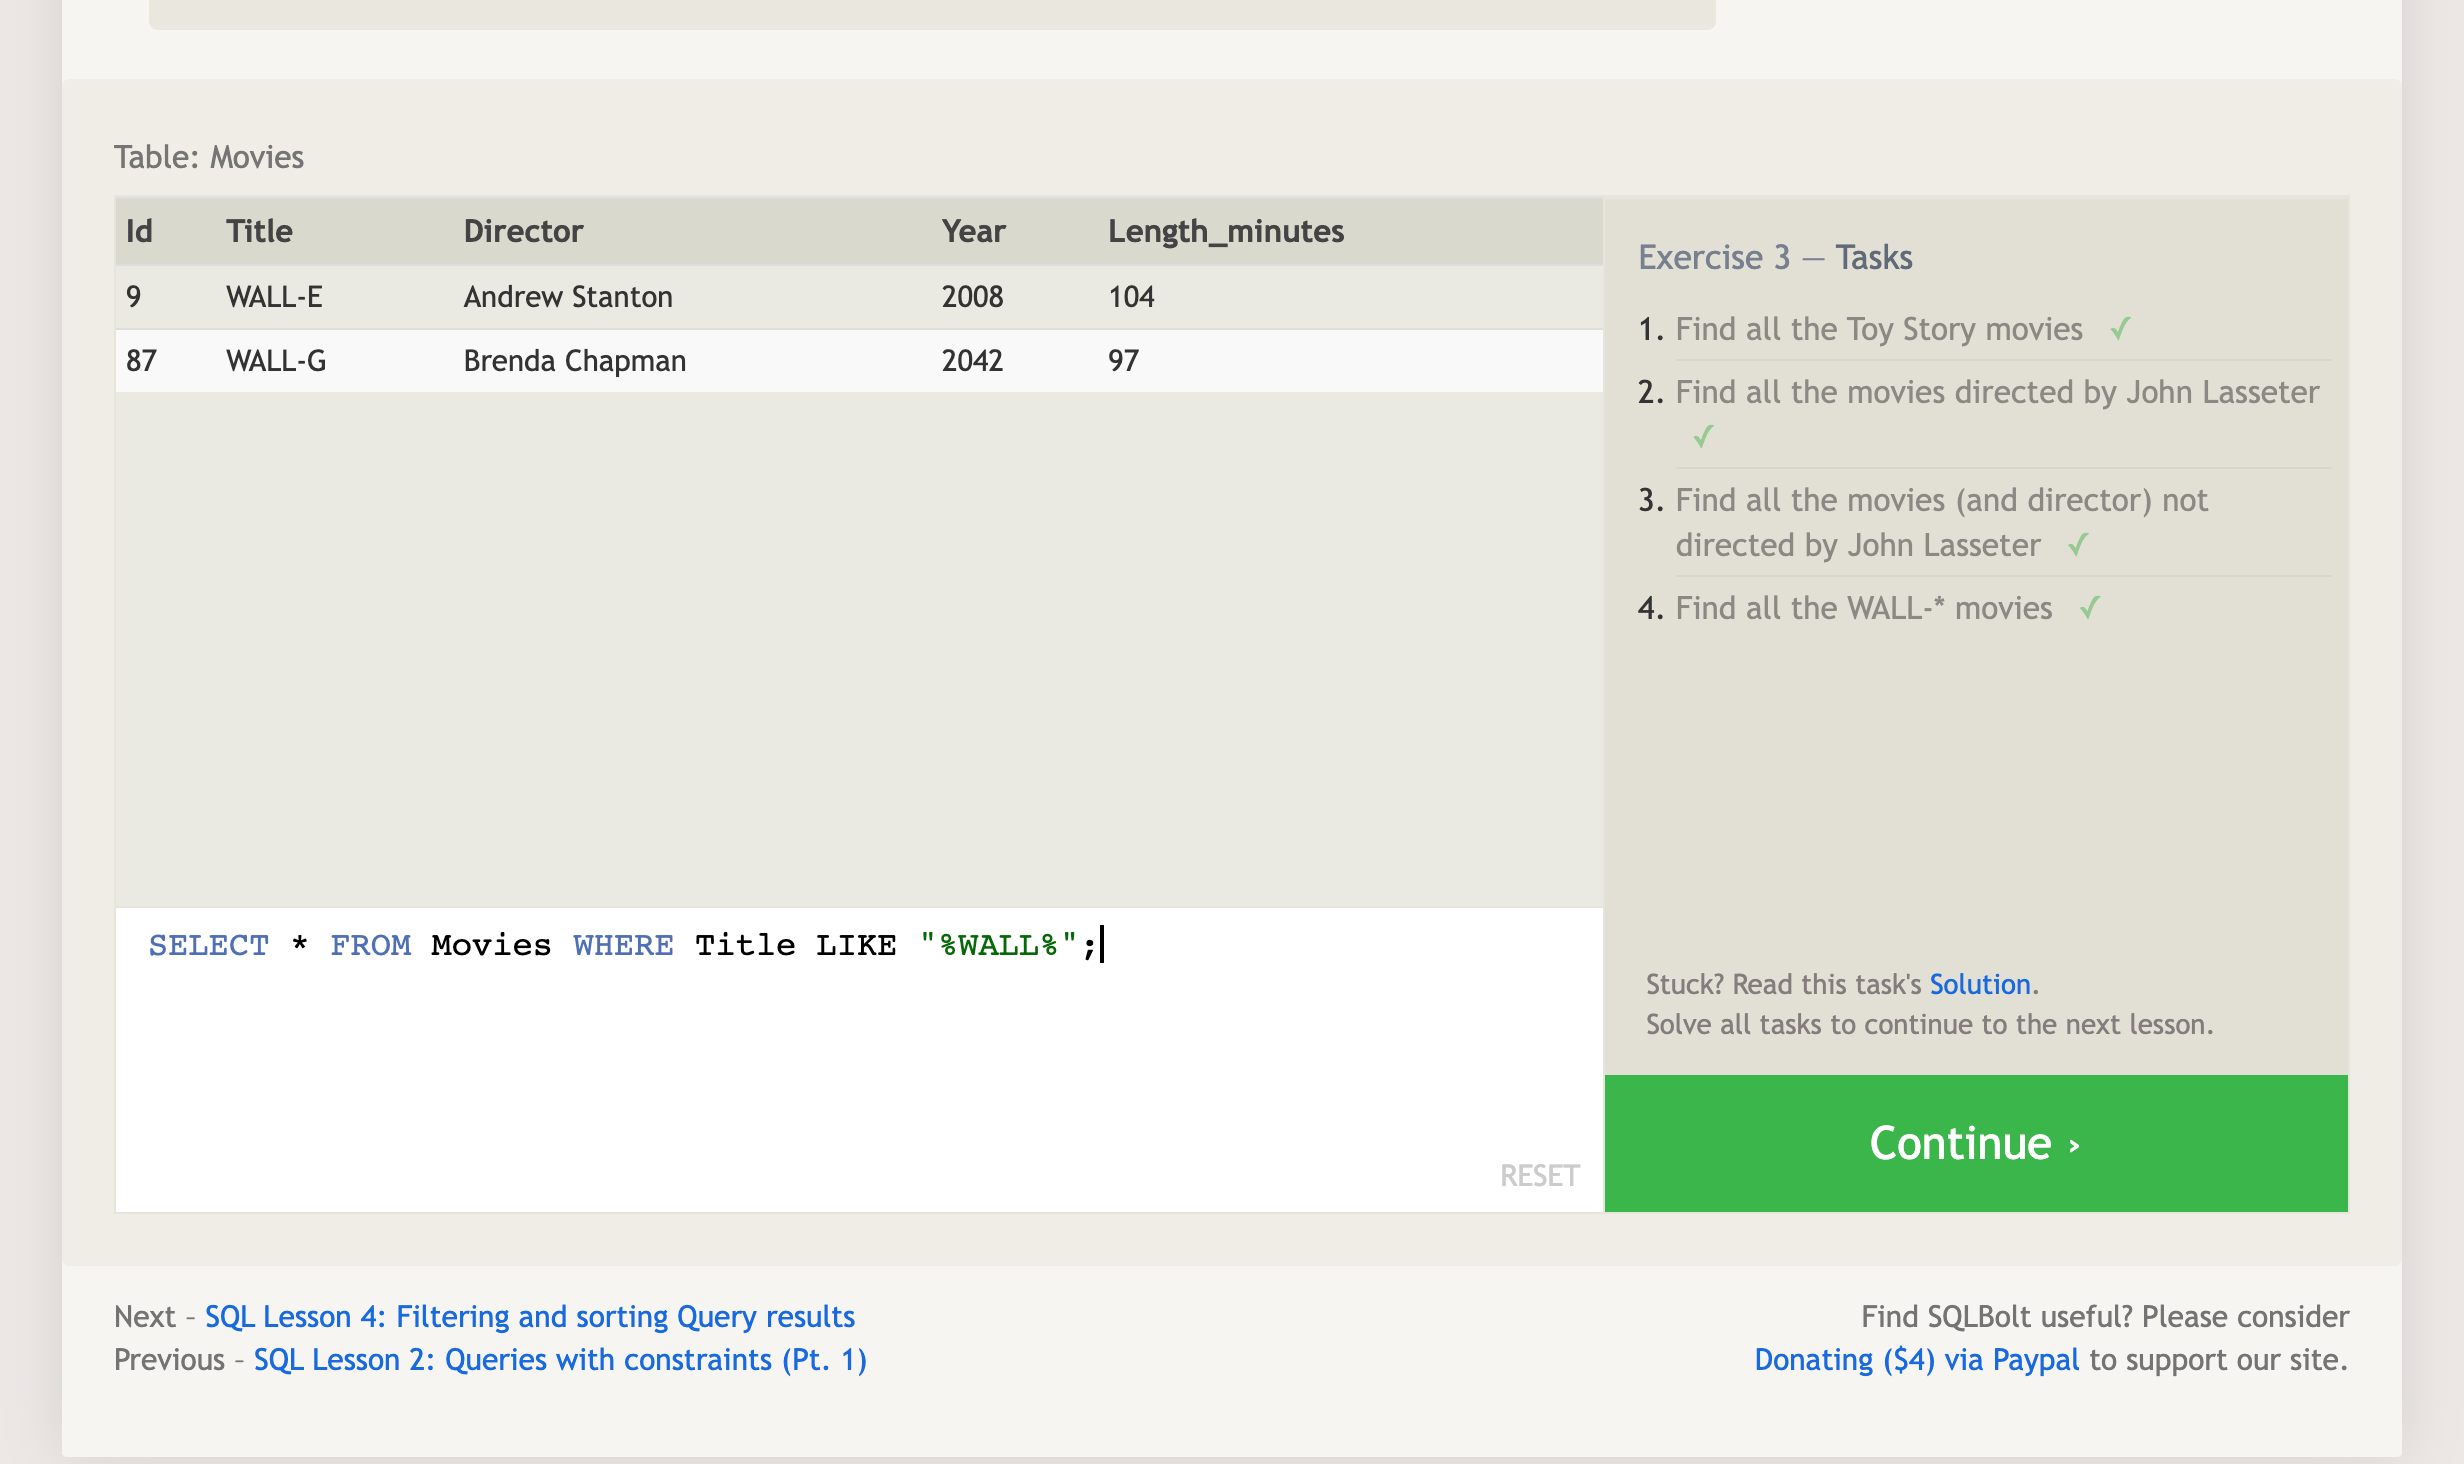 Table: Movies
Id Title Director Year Length_minutes
9 WALL-E Andrew Stanton 2008 104
87 WALL-G Brenda Chapman 2042 97
SELECT * FROM Movies WHERE Title LIKE "%WALL%";
RESET
Exercise 3 — Tasks
1. Find all the Toy Story movies ✓
2. Find all the movies directed by John Lasseter
✓
3. Find all the movies (and director) not
directed by John Lasseter ✓
4. Find all the WALL-* movies ✓
Stuck? Read this task's Solution.
Solve all tasks to continue to the next lesson.
Continue ›
Next – SQL Lesson 4: Filtering and sorting Query results
Previous – SQL Lesson 2: Queries with constraints (Pt. 1)
Find SQLBolt useful? Please consider
Donating ($4) via Paypal to support our site.